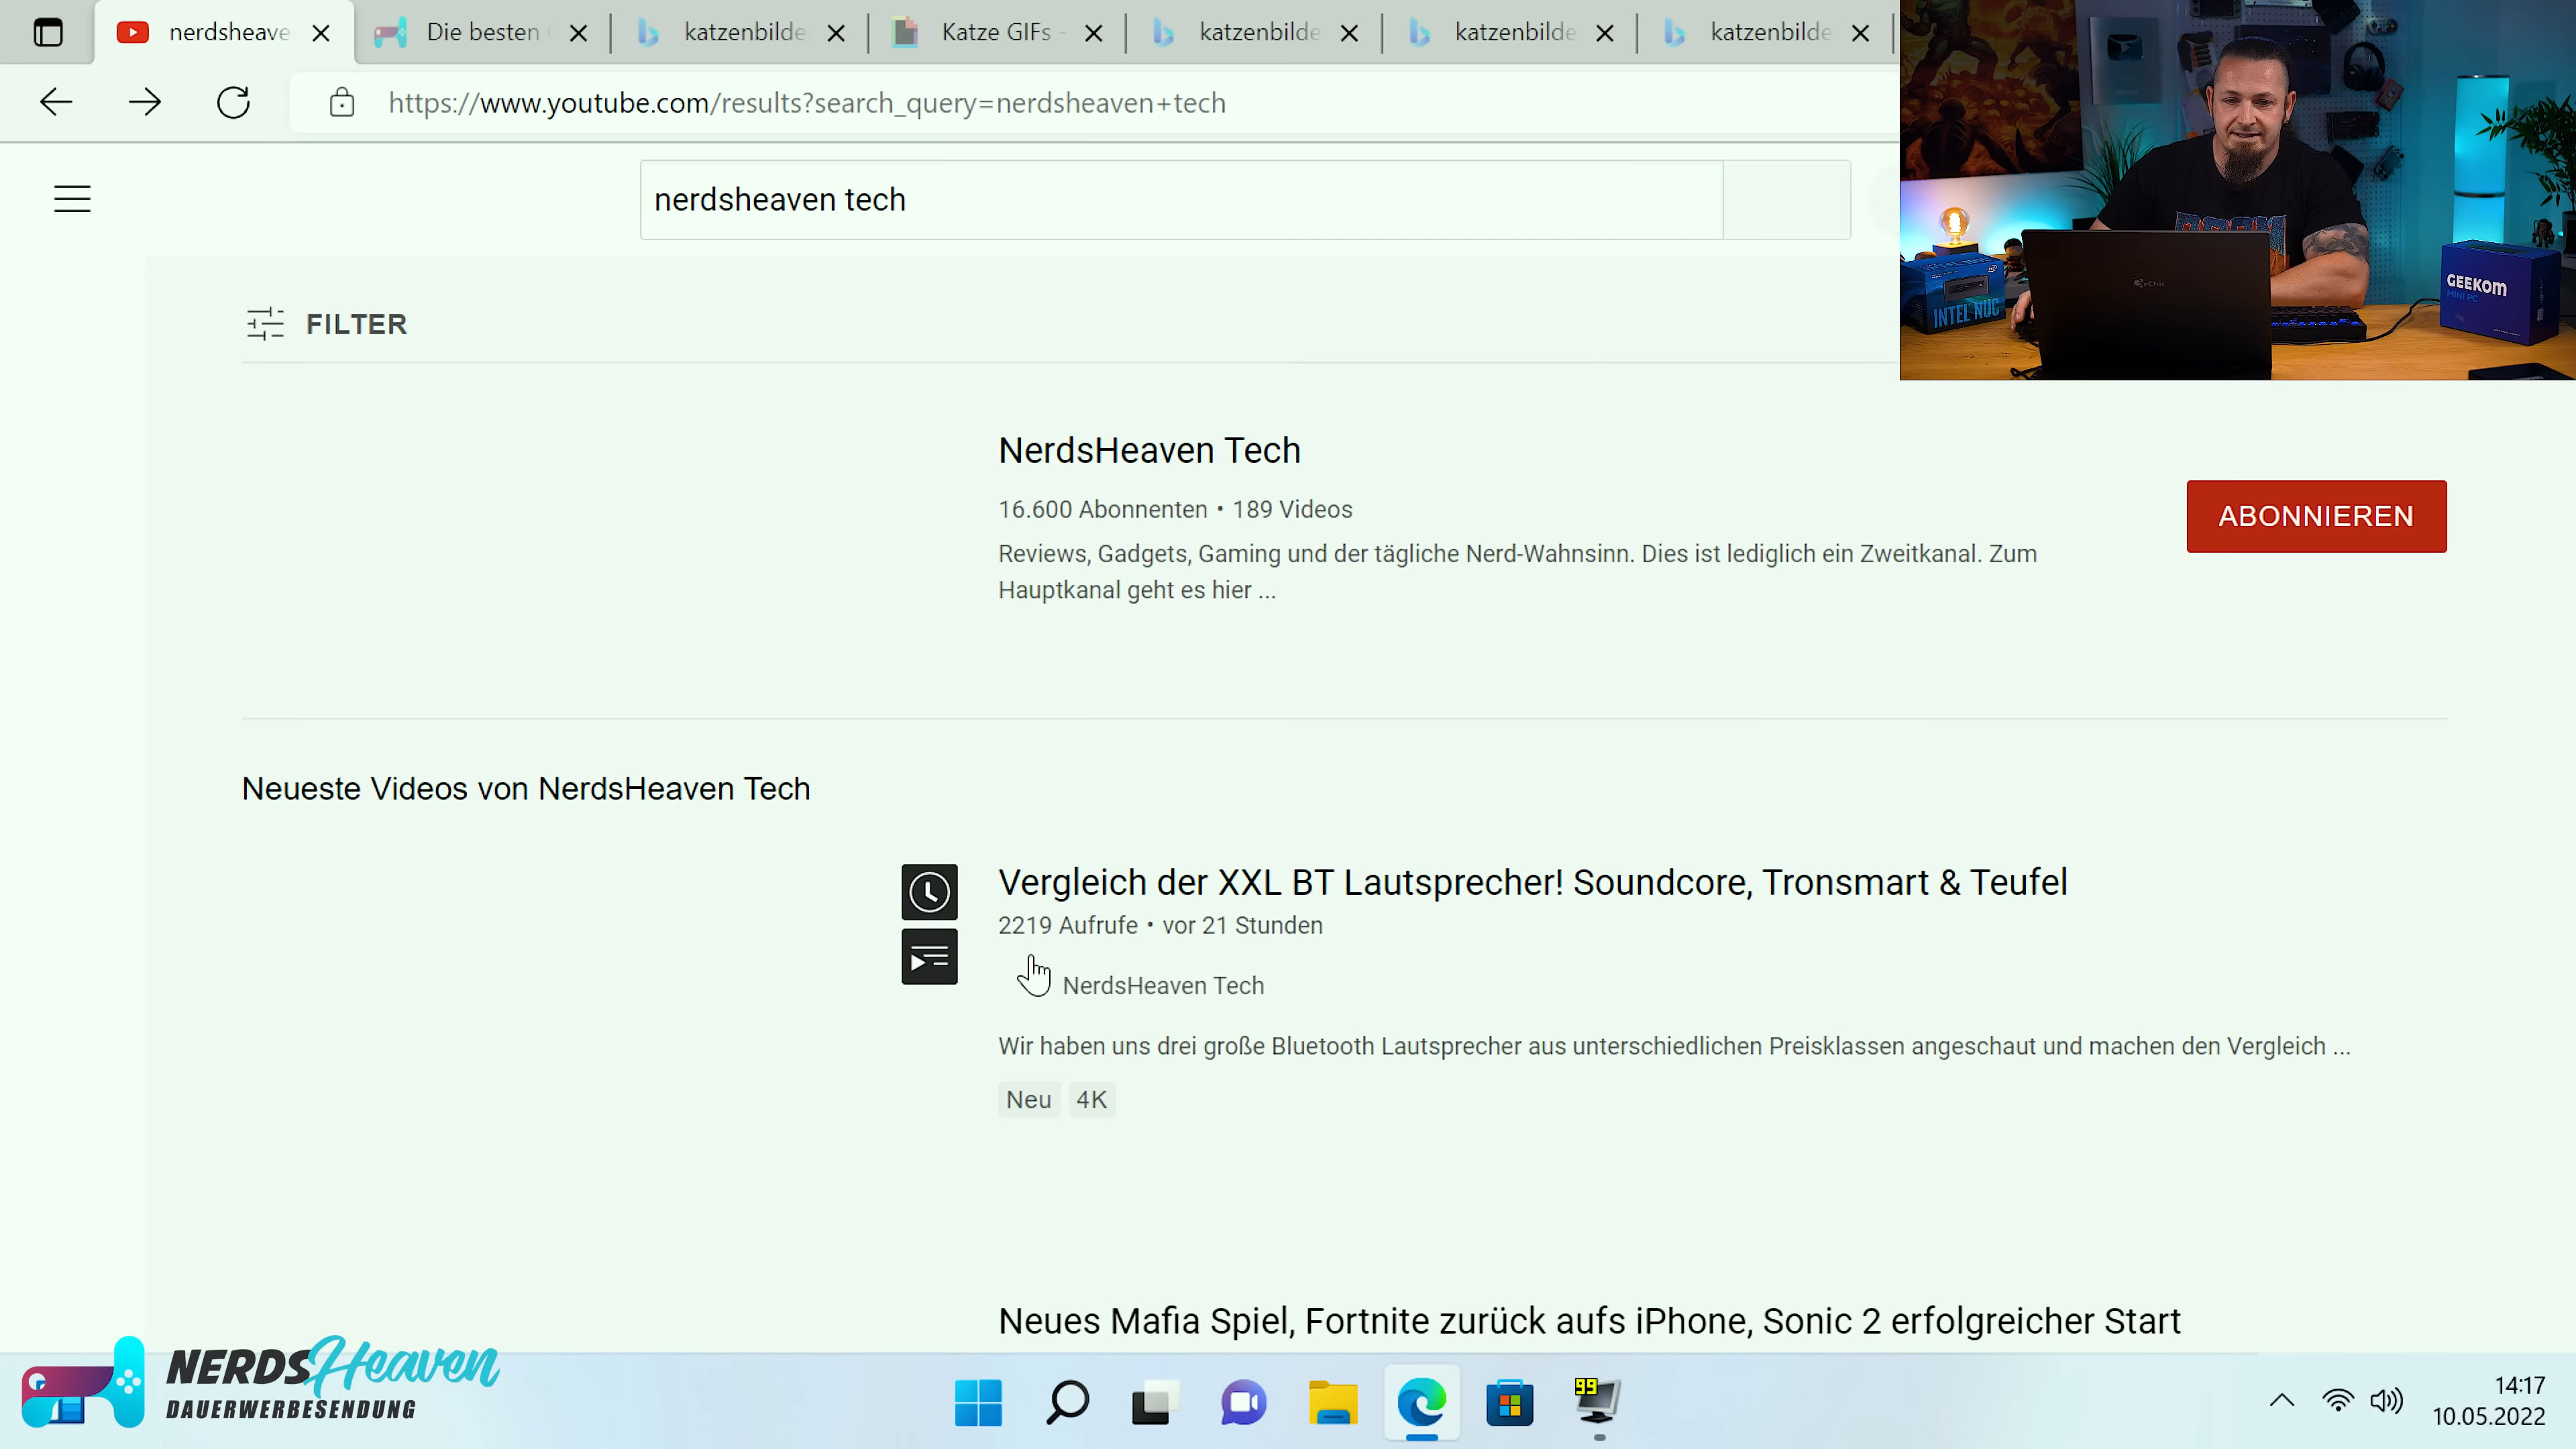 nerdsheave
Die besten
katzenbilde
Katze GIFs -
katzenbilde
katzenbilde
katzenbilde
https://www.youtube.com/results?search_query=nerdsheaven+tech
nerdsheaven tech
INTEL NUC
GEEKOM
MINI PC
FILTER
NerdsHeaven Tech
16.600 Abonnenten • 189 Videos
Reviews, Gadgets, Gaming und der tägliche Nerd-Wahnsinn. Dies ist lediglich ein Zweitkanal. Zum
Hauptkanal geht es hier ...
ABONNIEREN
Neueste Videos von NerdsHeaven Tech
Vergleich der XXL BT Lautsprecher! Soundcore, Tronsmart & Teufel
2219 Aufrufe • vor 21 Stunden
NerdsHeaven Tech
Wir haben uns drei große Bluetooth Lautsprecher aus unterschiedlichen Preisklassen angeschaut und machen den Vergleich ...
Neu 4K
Neues Mafia Spiel, Fortnite zurück aufs iPhone, Sonic 2 erfolgreicher Start
NERDSHeaven
DAUERWERBESENDUNG
99
14:17
10.05.2022